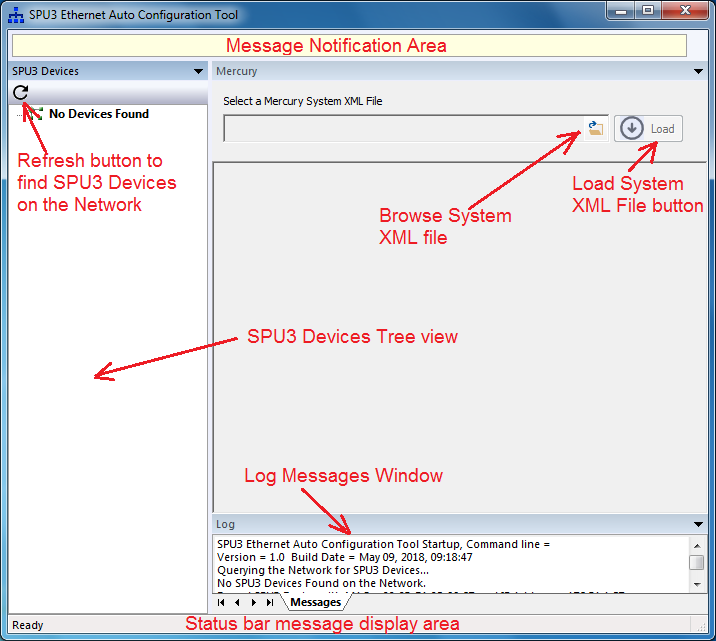 SPU3 Ethernet Auto Configuration Tool
Message Notification Area
SPU3 Devices
Mercury
No Devices Found
Select a Mercury System XML File
Load
Refresh button to
find SPU3 Devices
on the Network
Browse System
XML file
Load System
XML File button
SPU3 Devices Tree view
Log Messages Window
Log
SPU3 Ethernet Auto Configuration Tool Startup, Command line =
Version = 1.0 Build Date = May 09, 2018, 09:18:47
Querying the Network for SPU3 Devices...
No SPU3 Devices Found on the Network.
Messages
Ready
Status bar message display area